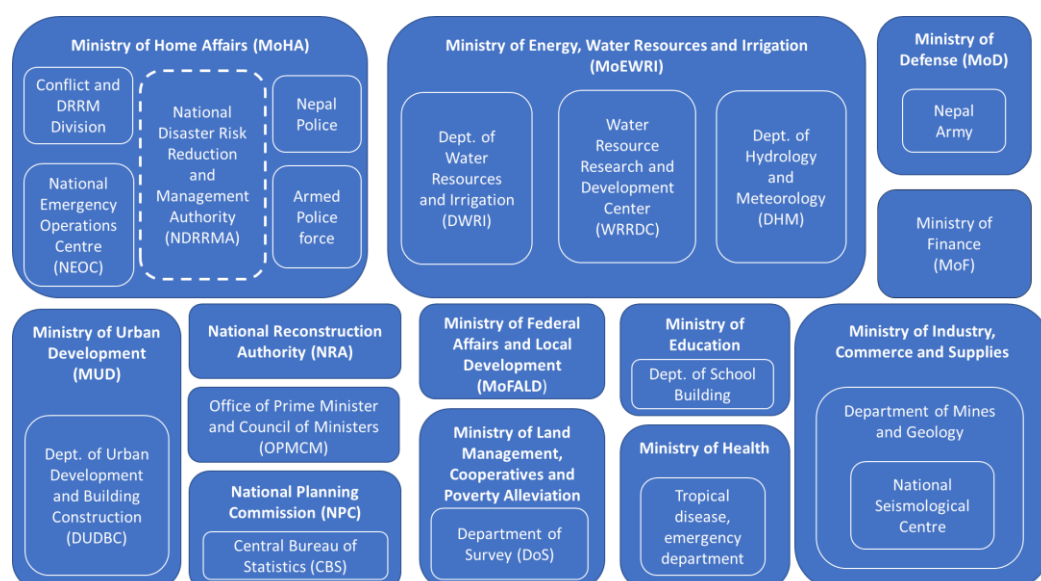 Ministry of Home Affairs (MoHA)
Conflict and
DRRM
Division
National
Emergency
Operations
Centre
(NEOC)
National
Disaster Risk
Reduction
and
Management
Authority
(NDRRMA)
Nepal
Police
Armed
Police
force
Ministry of Energy, Water Resources and Irrigation
(MoEWRI)
Dept. of
Water
Resources
and Irrigation
(DWRI)
Water
Resource
Research and
Development
Center
(WRRDC)
Dept. of
Hydrology
and
Meteorology
(DHM)
Ministry of
Defense (MoD)
Nepal
Army
Ministry of
Finance
(MoF)
Ministry of Urban
Development
(MUD)
Dept. of Urban
Development
and Building
Construction
(DUDBC)
National Reconstruction
Authority (NRA)
Office of Prime Minister
and Council of Ministers
(OPMCM)
National Planning
Commission (NPC)
Central Bureau of
Statistics (CBS)
Ministry of Federal
Affairs and Local
Development
(MoFALD)
Ministry of Land
Management,
Cooperatives and
Poverty Alleviation
Department of
Survey (DoS)
Ministry of
Education
Dept. of School
Building
Ministry of Health
Tropical
disease,
emergency
department
Ministry of Industry,
Commerce and Supplies
Department of Mines
and Geology
National
Seismological
Centre